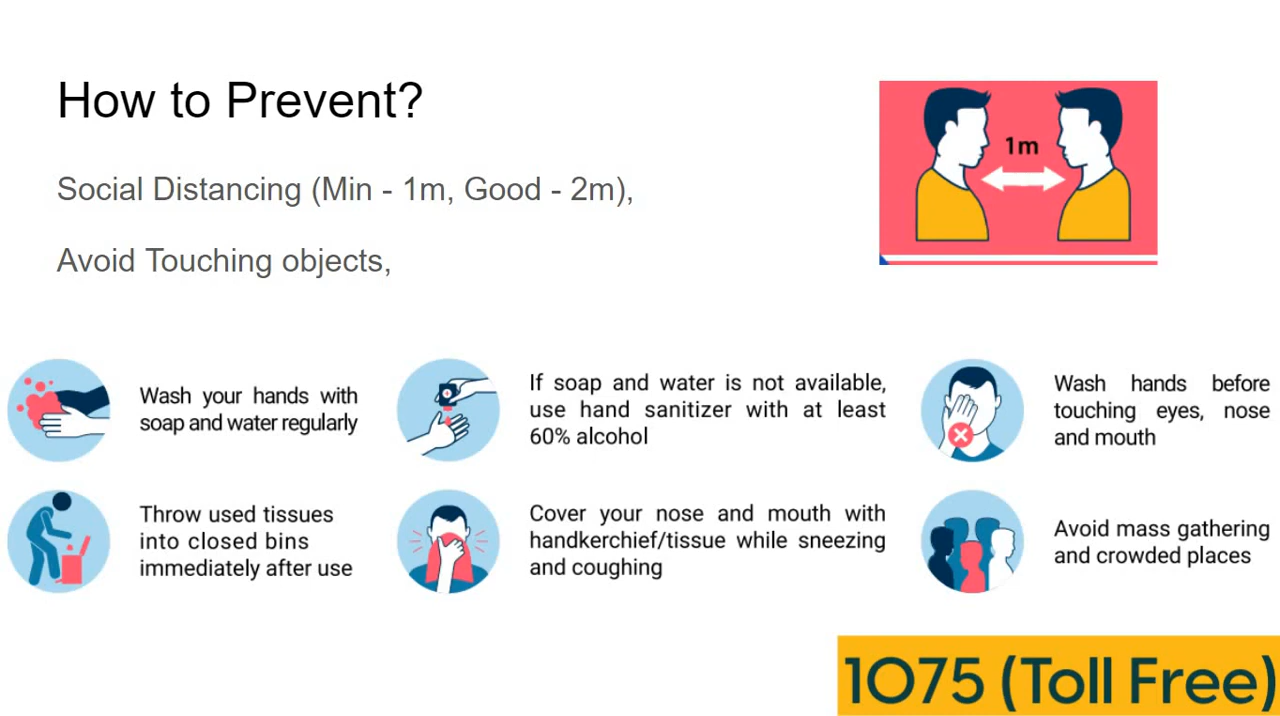 How to Prevent?
Social Distancing (Min - 1m, Good - 2m),
Avoid Touching objects,
1m
Wash your hands with
soap and water regularly
If soap and water is not available,
use hand sanitizer with at least
60% alcohol
Wash hands before
touching eyes, nose
and mouth
Throw used tissues
into closed bins
immediately after use
Cover your nose and mouth with
handkerchief/tissue while sneezing
and coughing
Avoid mass gathering
and crowded places
1075 (Toll Free)